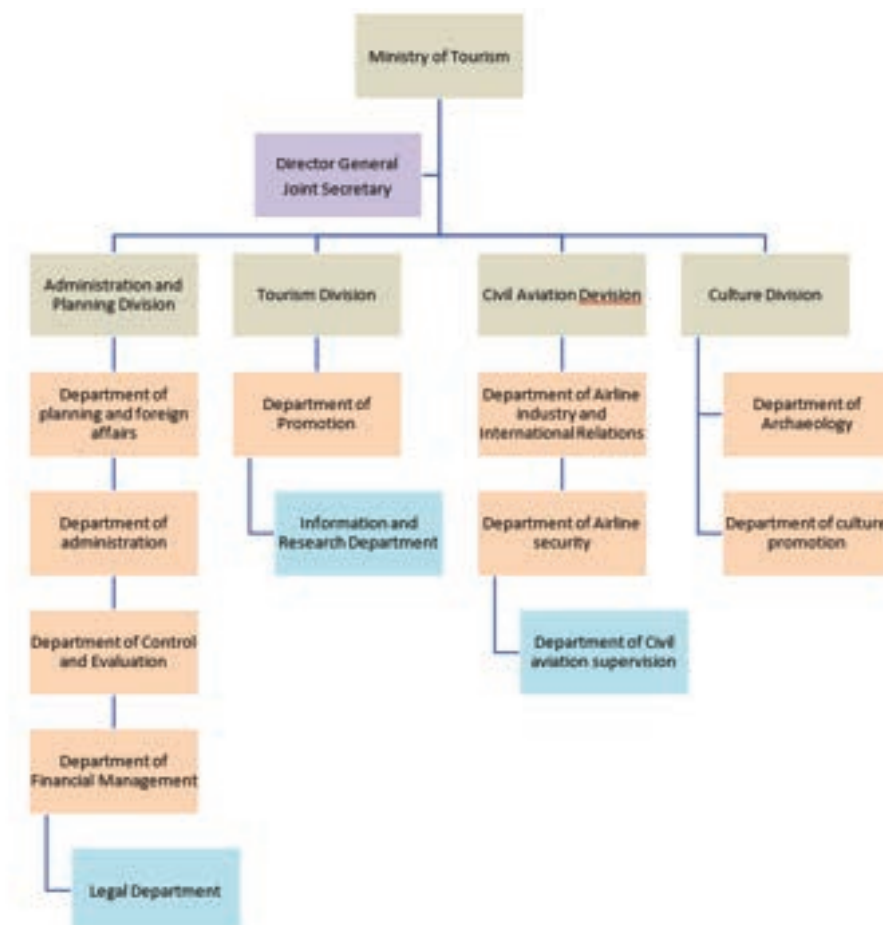 Ministry of Tourism
Director General
Joint Secretary
Administration and
Planning Division
Tourism Division
Civil Aviation Devision
Culture Division
Department of
planning and foreign
affairs
Department of
Promotion
Department of Airline
industry and
International Relations
Department of
Archaeology
Department of
administration
Information and
Research Department
Department of Airline
security
Department of culture
promotion
Department of Control
and Evaluation
Department of Civil
aviation supervision
Department of
Financial Management
Legal Department